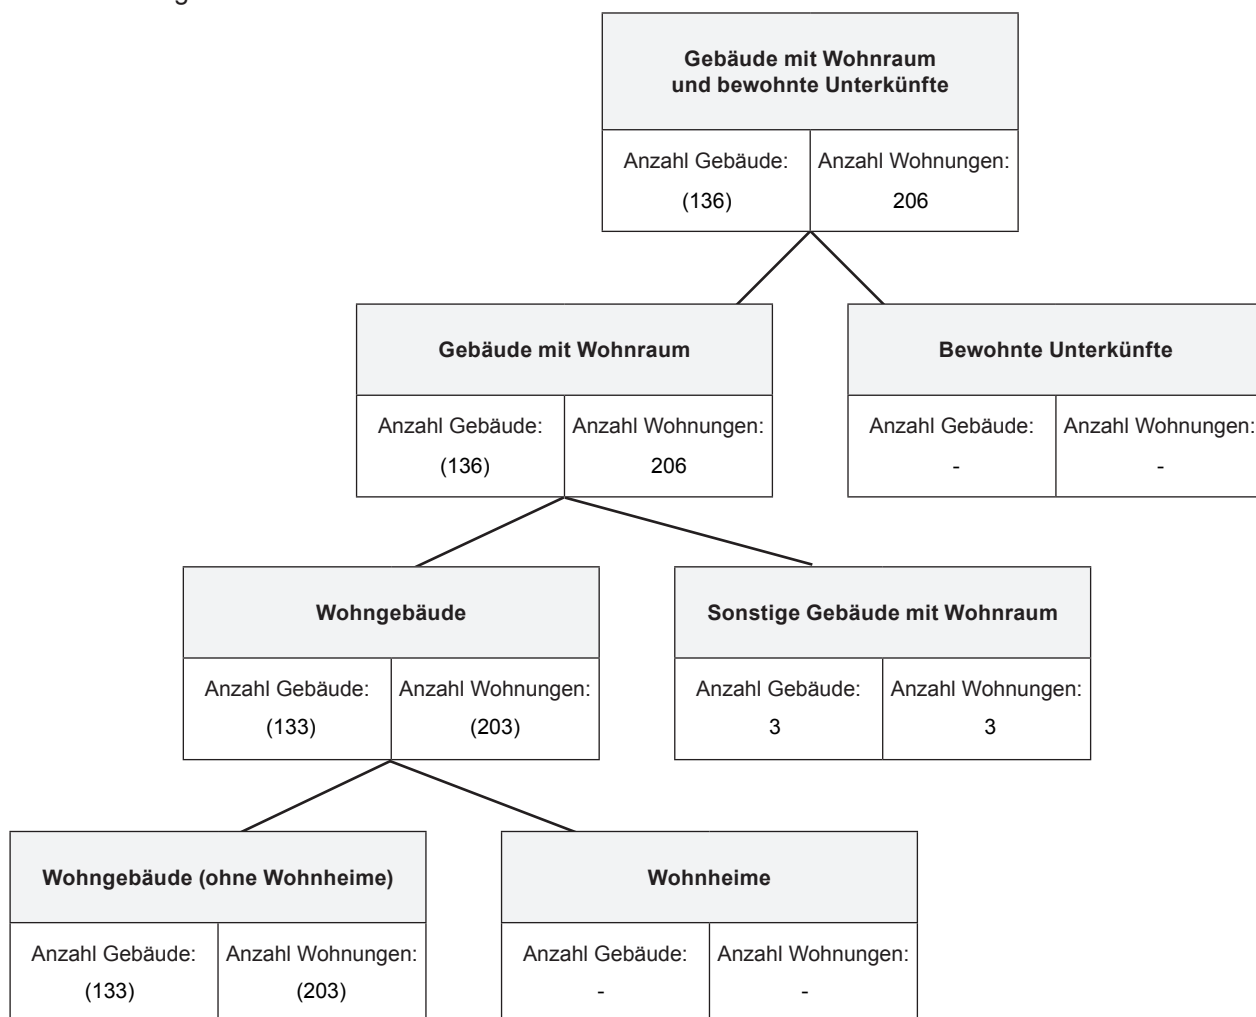 Gebäude mit Wohnraum
und bewohnte Unterkünfte
Anzahl Gebäude: Anzahl Wohnungen:
(136) 206
Gebäude mit Wohnraum
Bewohnte Unterkünfte
Anzahl Gebäude: Anzahl Wohnungen:
(136) 206
Anzahl Gebäude: Anzahl Wohnungen:
- -
Wohngebäude
Sonstige Gebäude mit Wohnraum
Anzahl Gebäude: Anzahl Wohnungen:
(133) (203)
Anzahl Gebäude: Anzahl Wohnungen:
3 3
Wohngebäude (ohne Wohnheime)
Wohnheime
Anzahl Gebäude: Anzahl Wohnungen:
(133) (203)
Anzahl Gebäude: Anzahl Wohnungen:
- -